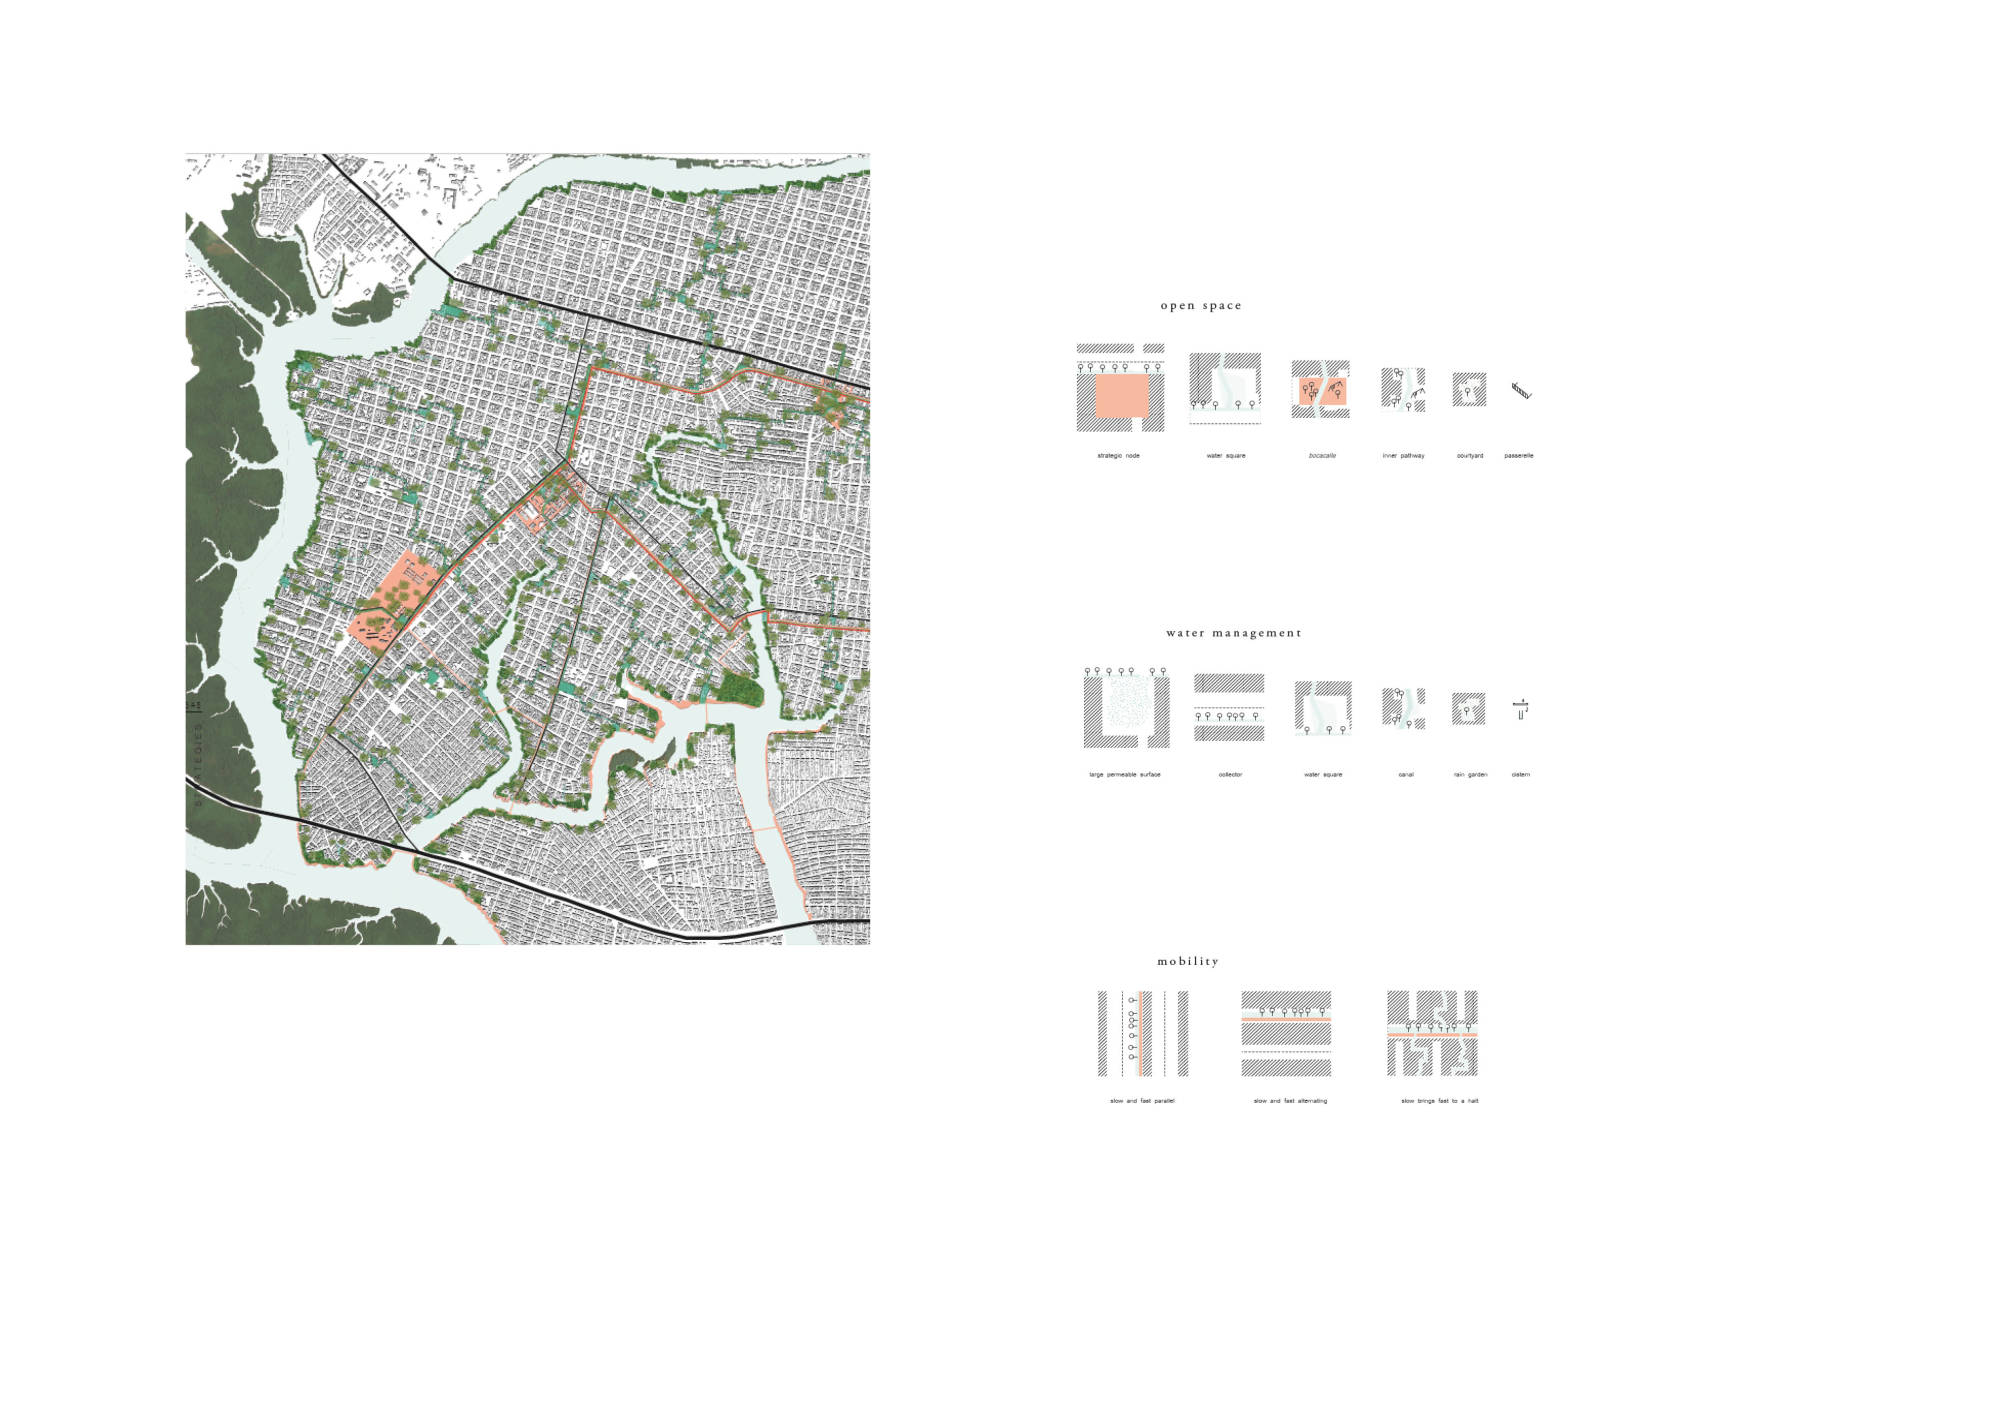 STRATEGIES
open space
strategic node
water square
bocacalle
inner pathway
courtyard
passerelle
water management
large permeable surface
collector
water square
canal
rain garden
cistern
mobility
slow and fast parallel
slow and fast alternating
slow brings fast to a halt